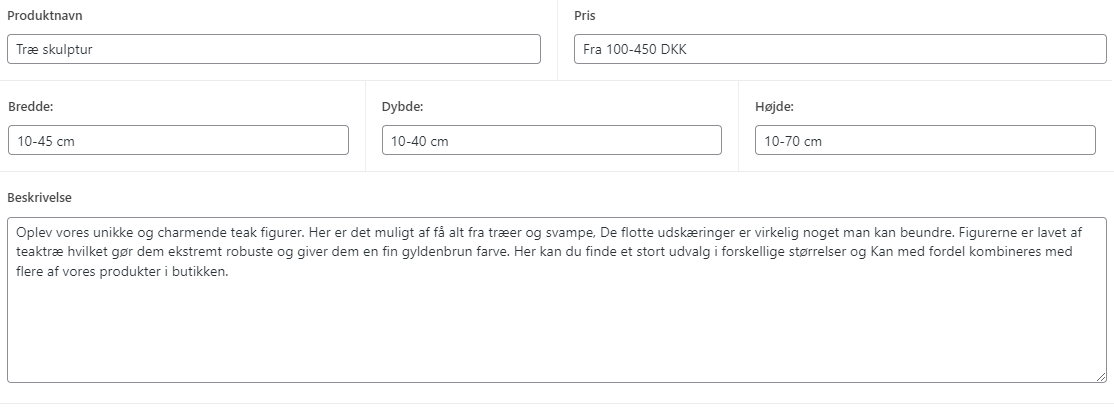 Produktnavn
Pris
Træ skulptur
Fra 100-450 DKK
Bredde:
Dybde:
Højde:
10-45 cm
10-40 cm
10-70 cm
Beskrivelse
Oplev vores unikke og charmende teak figurer. Her er det muligt af få alt fra træer og svampe, De flotte udskæringer er virkelig noget man kan beundre. Figurerne er lavet af
teaktræ hvilket gør dem ekstremt robuste og giver dem en fin gyldenbrun farve. Her kan du finde et stort udvalg i forskellige størrelser og Kan med fordel kombineres med
flere af vores produkter i butikken.